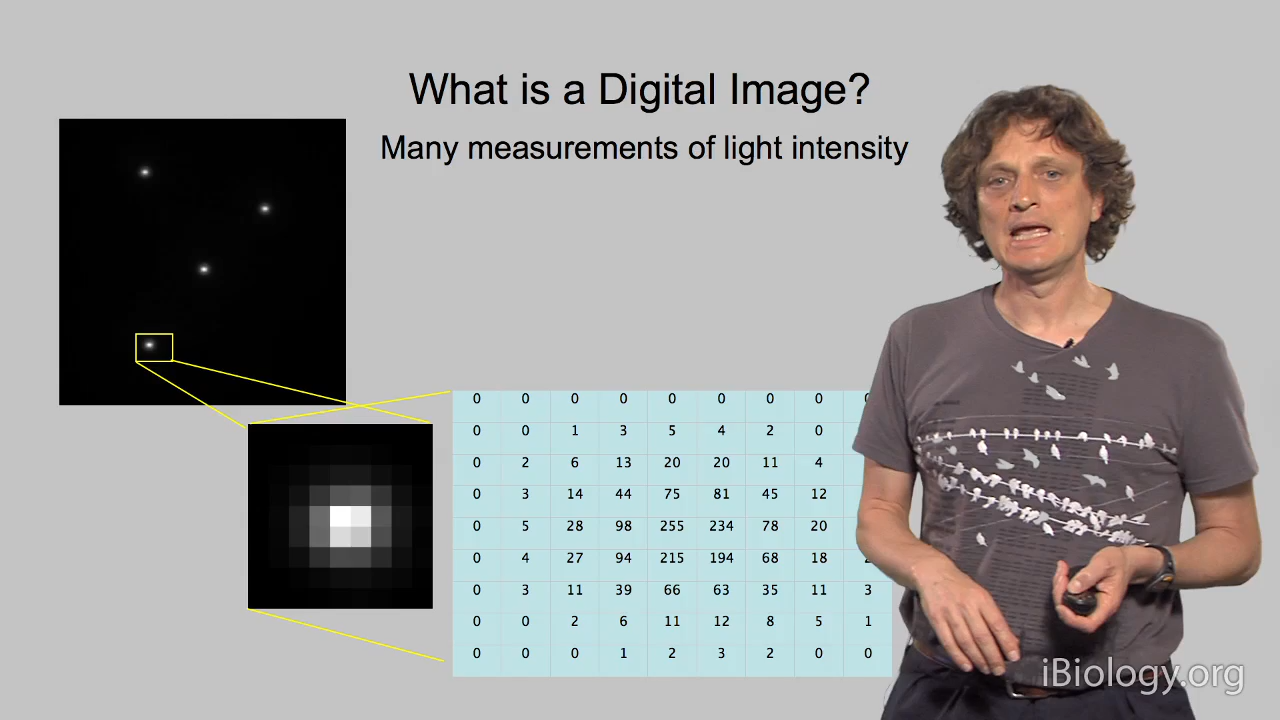 What is a Digital Image?
Many measurements of light intensity
0 0 0 0 0 0 0 0
0 0 1 3 5 4 2 0
0 2 6 13 20 20 11 4
0 3 14 44 75 81 45 12
0 5 28 98 255 234 78 20
0 4 27 94 215 194 68 18
0 3 11 39 66 63 35 11 3
0 0 2 6 11 12 8 5 1
0 0 0 1 2 3 2 0 0
iBiology.org